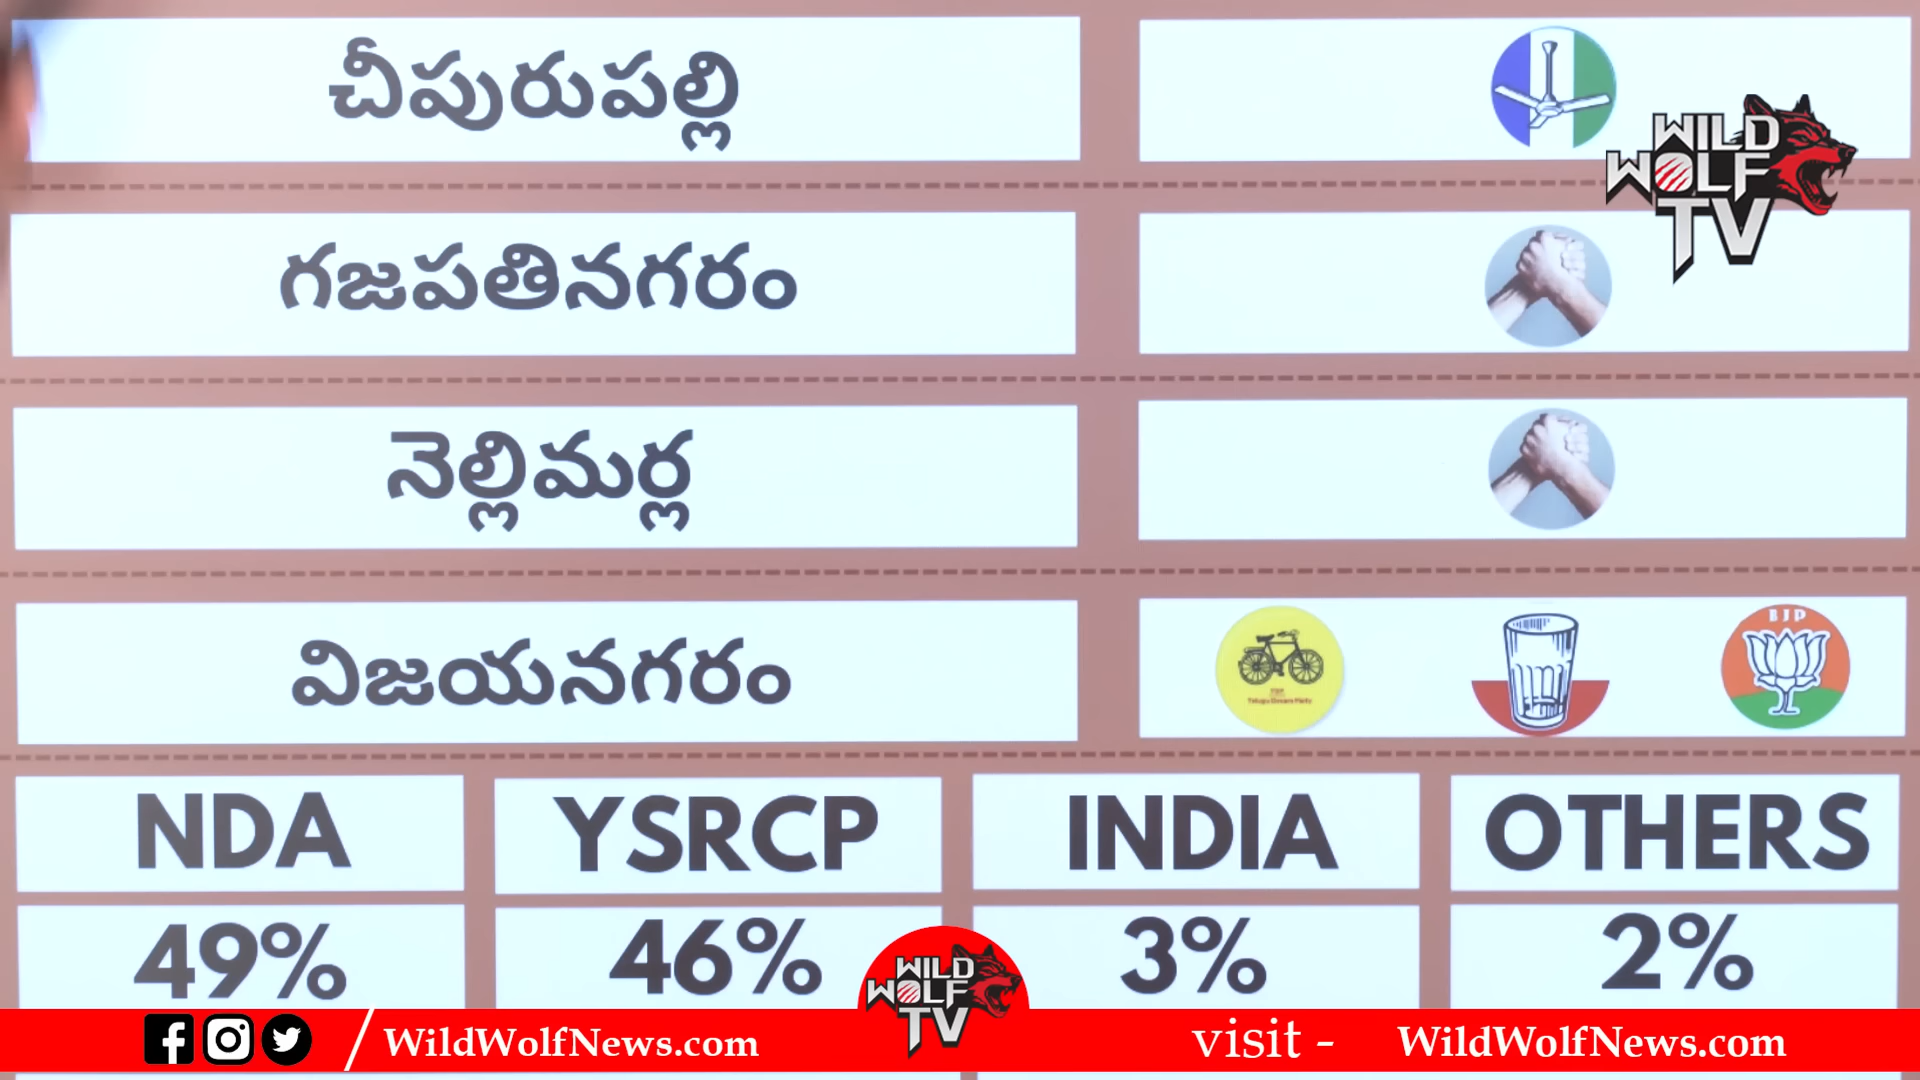 చీపురుపల్లి
WILD
WOLF
TV
గజపతినగరం
నెల్లిమర్ల
విజయనగరం
BJP
NDA YSRCP INDIA OTHERS
49% 46% 3% 2%
WILD
WOLF
TV
WildWolfNews.com visit - WildWolfNews.com